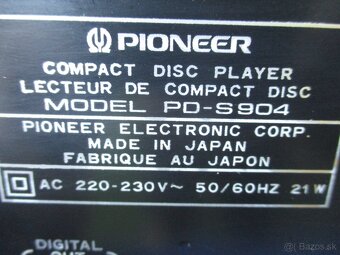 PIONEER
COMPACT DISC PLAYER
LECTEUR DE COMPACT DISC
MODEL PD-S904
PIONEER ELECTRONIC CORP.
MADE IN JAPAN
FABRIQUE AU JAPON
AC 220-230V~ 50/60HZ 21W
DIGITAL
OUT
Bazos.sk